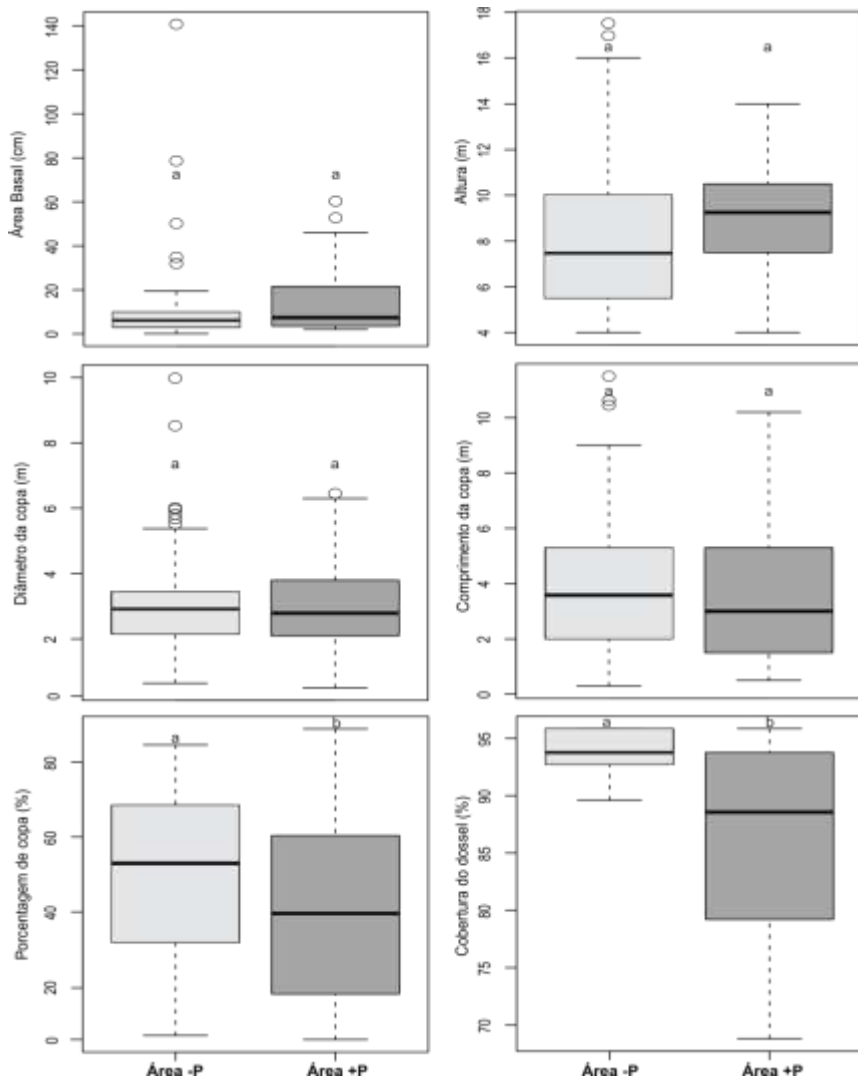 Área Basal (cm)
0 20 40 60 80 100 120 140
a a
Altura (m)
4 6 8 10 12 14 16 18
a a
Diâmetro da copa (m)
0 2 4 6 8 10
a a
Comprimento da copa (m)
0 2 4 6 8 10
a a
Porcentagem de copa (%)
0 20 40 60 80
a b
Cobertura do dossel (%)
70 75 80 85 90 95
a b
Área -P Área +P
Área -P Área +P